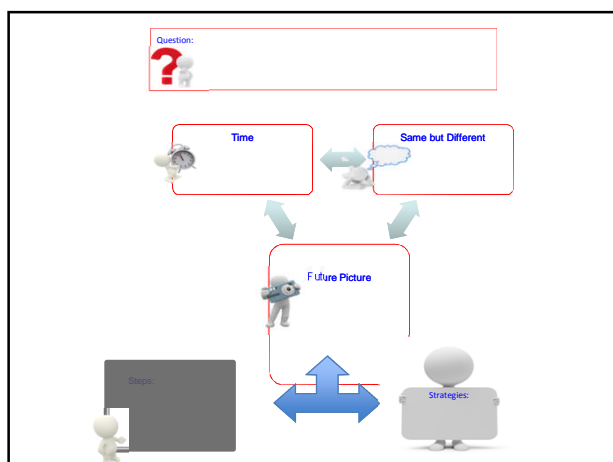 Question:
Time
Same but Different
Future Picture
Steps:
Strategies: